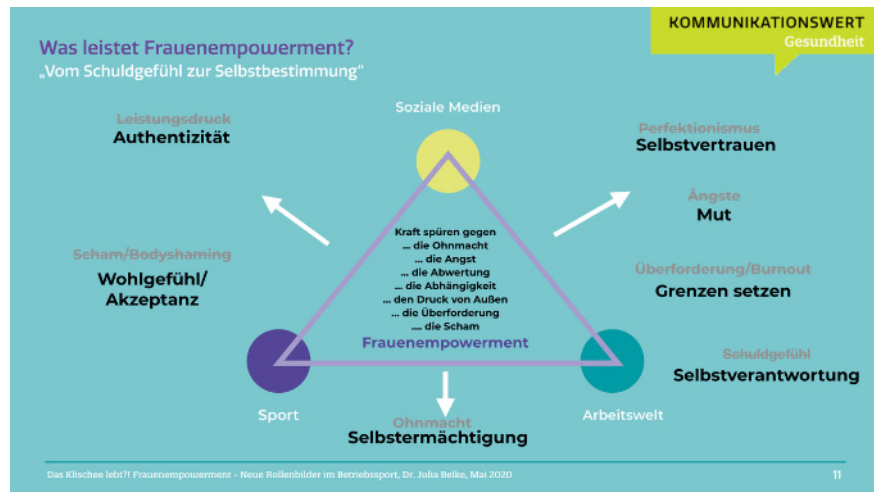 KOMMUNIKATIONSWERT
Gesundheit
Was leistet Frauenempowerment?
„Vom Schuldgefühl zur Selbstbestimmung“
Soziale Medien
Leistungsdruck
Authentizität
Perfektionismus
Selbstvertrauen
Ängste
Mut
Scham/Bodyshaming
Wohlgefühl/
Akzeptanz
Kraft spüren gegen
... die Ohnmacht
... die Angst
... die Abwertung
... die Abhängigkeit
... den Druck von Außen
... die Überforderung
.... die Scham
Frauenempowerment
Überforderung/Burnout
Grenzen setzen
Schuldgefühl
Selbstverantwortung
Sport
Arbeitswelt
Ohnmacht
Selbstermächtigung
Das Klischee lebt?! Frauenempowerment - Neue Rollenbilder im Betriebssport, Dr. Julia Belke, Mai 2020
11